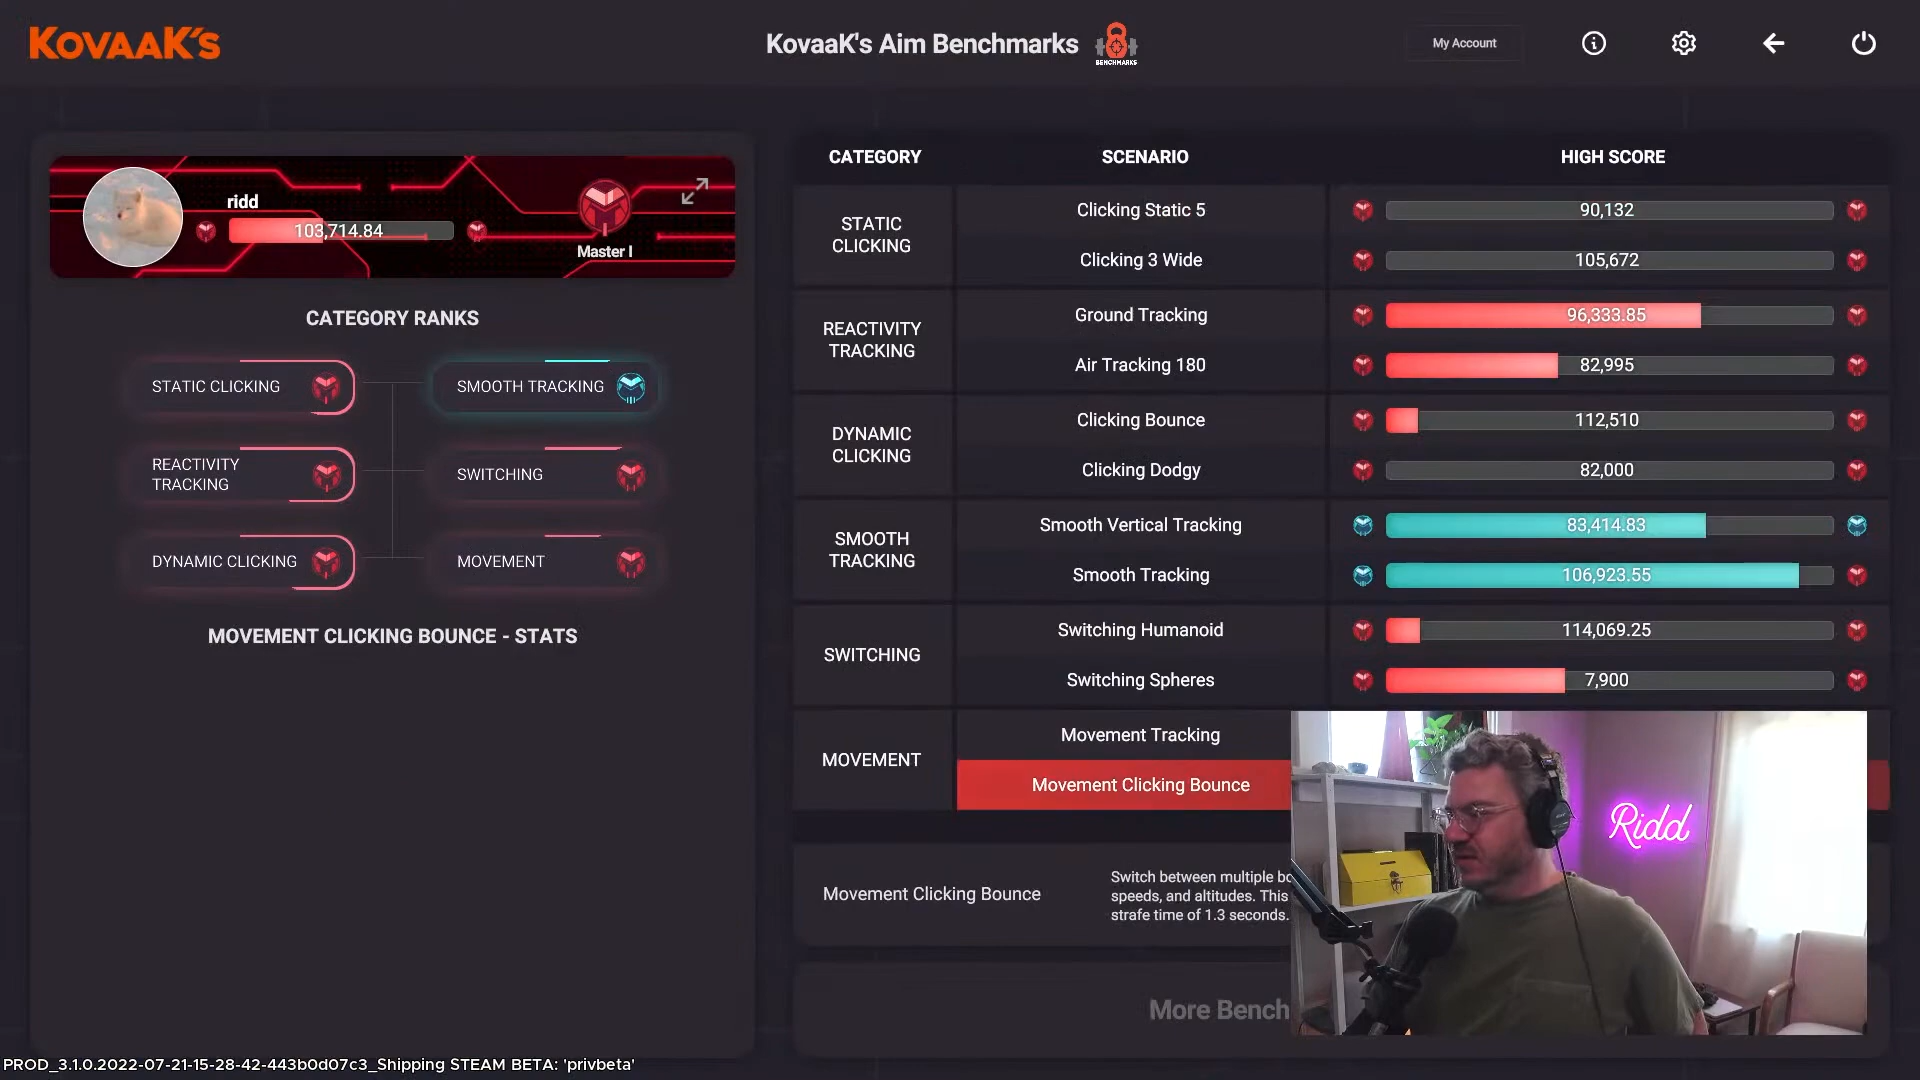 KOVAAK'S
KovaaK's Aim Benchmarks
BENCHMARKS
My Account
ridd
103,714.84
Master I
CATEGORY RANKS
STATIC CLICKING
SMOOTH TRACKING
REACTIVITY
TRACKING
SWITCHING
DYNAMIC CLICKING
MOVEMENT
MOVEMENT CLICKING BOUNCE - STATS
CATEGORY
SCENARIO
HIGH SCORE
STATIC
CLICKING
Clicking Static 5
90,132
Clicking 3 Wide
105,672
REACTIVITY
TRACKING
Ground Tracking
96,333.85
Air Tracking 180
82,995
DYNAMIC
CLICKING
Clicking Bounce
112,510
Clicking Dodgy
82,000
SMOOTH
TRACKING
Smooth Vertical Tracking
83,414.83
Smooth Tracking
106,923.55
SWITCHING
Switching Humanoid
114,069.25
Switching Spheres
7,900
MOVEMENT
Movement Tracking
Movement Clicking Bounce
Movement Clicking Bounce
Switch between multiple bo
speeds, and altitudes. This
strafe time of 1.3 seconds.
More Bench
Ridd
PROD_3.1.0.2022-07-21-15-28-42-443b0d07c3_Shipping STEAM BETA: 'privbeta'